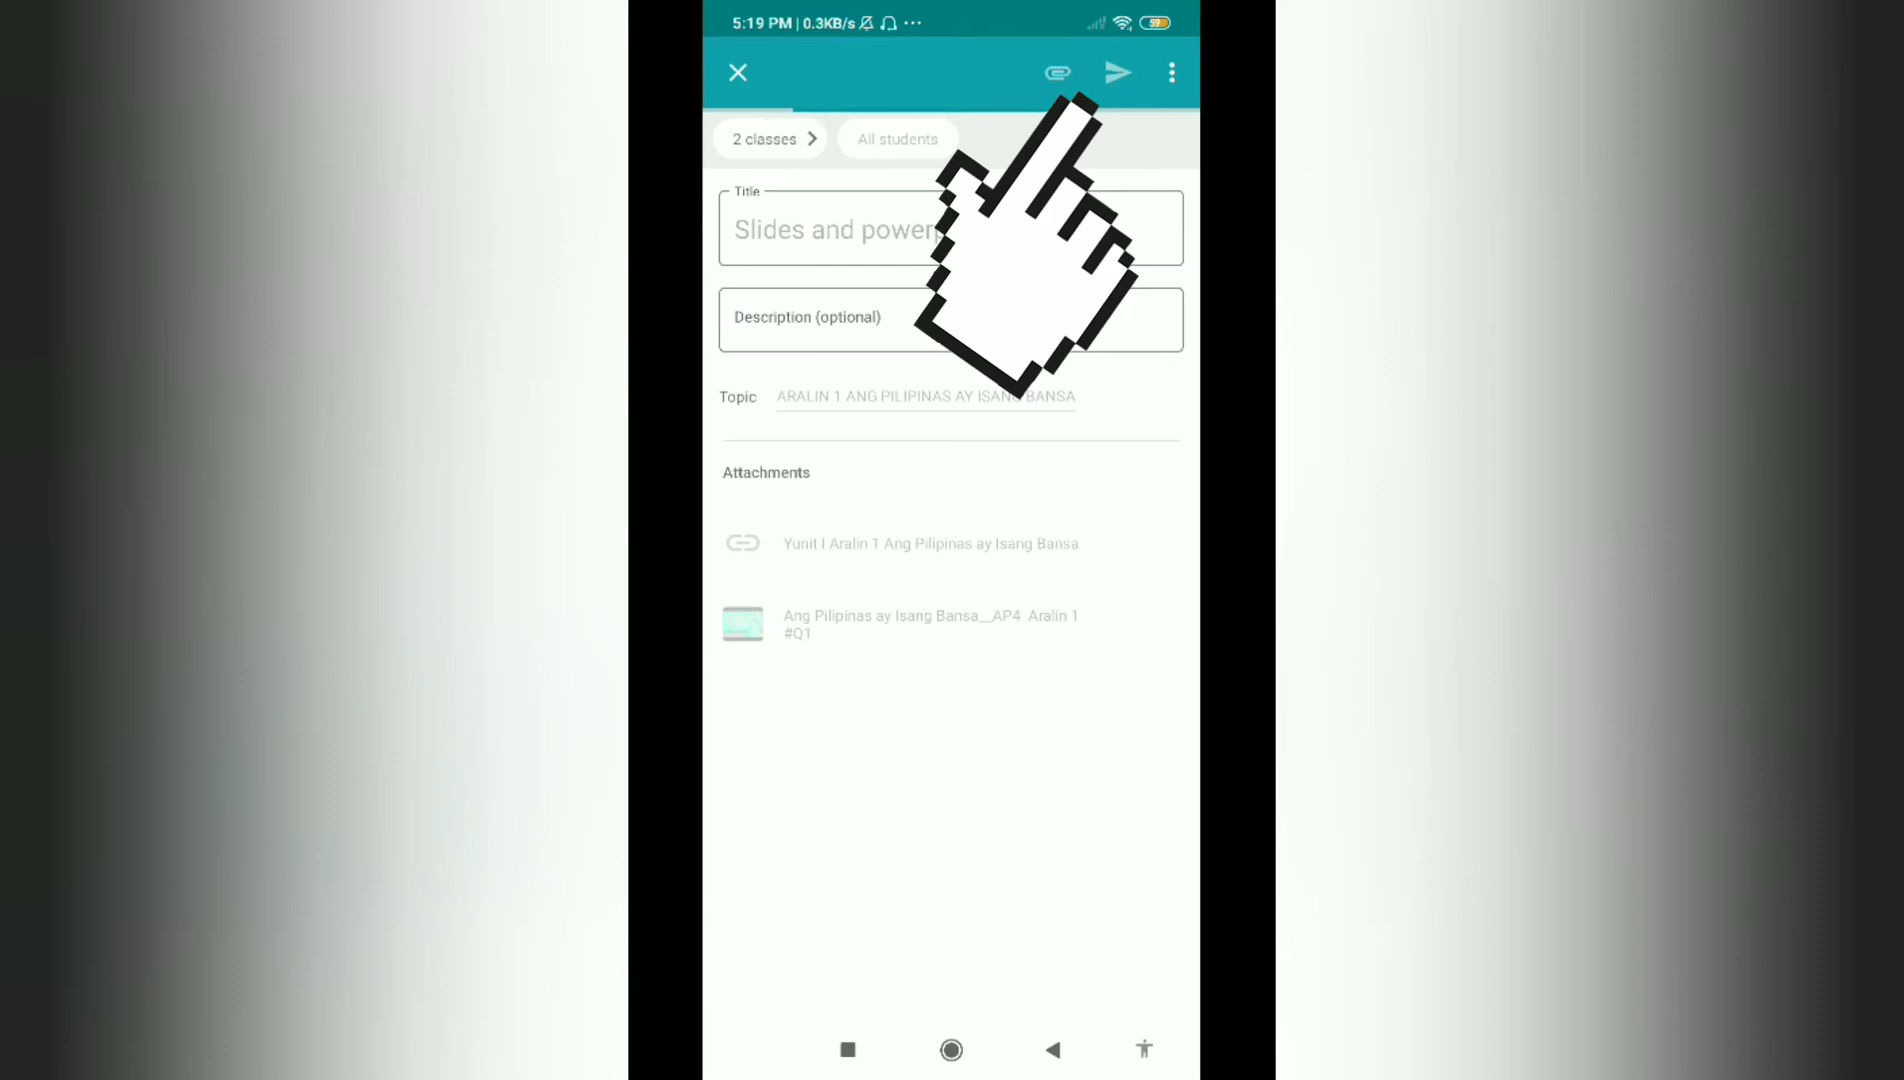 5:19 PM | 0.3KB/s ...
59
2 classes
All students
Title
Slides and
Description (optional)
Topic
ARALIN 1 ANG PILIPINAS AY ISANG BANSA
Attachments
Yunit I Aralin 1 Ang Pilipinas ay Isang Bansa
Ang Pilipinas ay Isang Bansa__AP4 Aralin 1
#Q1